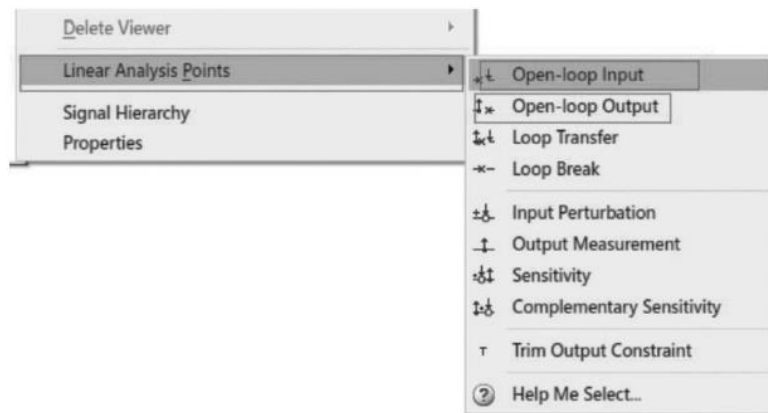 Delete Viewer
Linear Analysis Points
Signal Hierarchy
Properties
Open-loop Input
Open-loop Output
Loop Transfer
Loop Break
Input Perturbation
Output Measurement
Sensitivity
Complementary Sensitivity
T Trim Output Constraint
? Help Me Select...